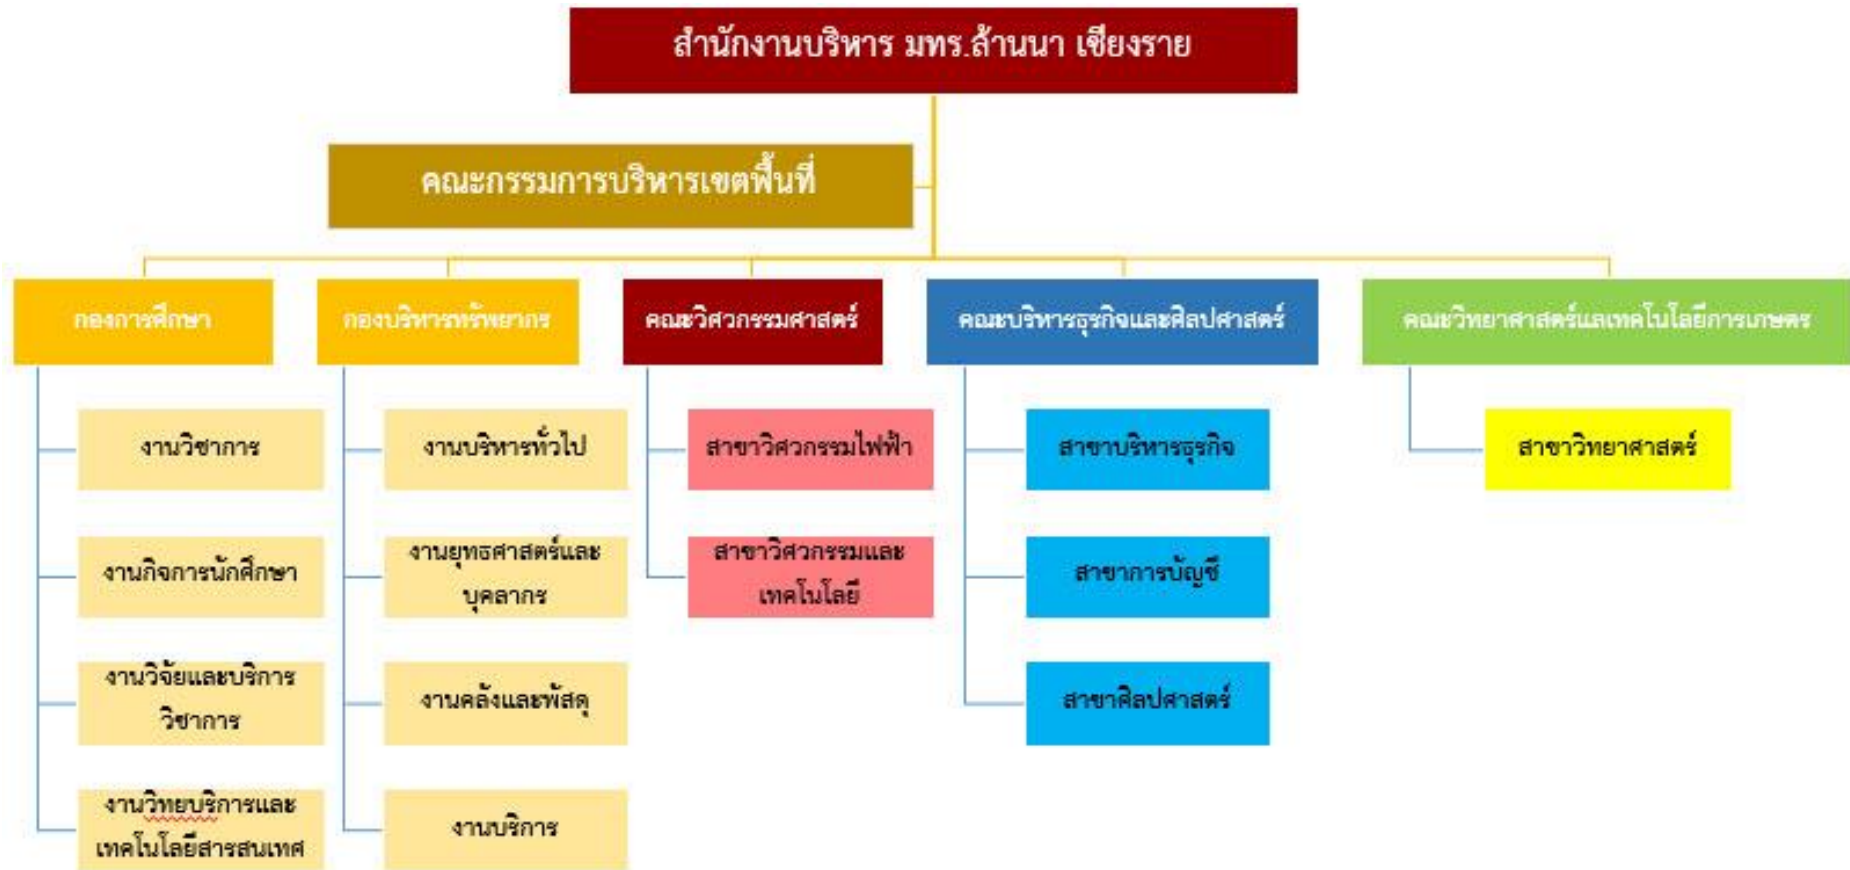 สำนักงานบริหาร มทร.ล้านนา เชียงราย
คณะกรรมการบริหารเขตพื้นที่
กองการศึกษา
กองบริหารทรัพยากร
คณะวิศวกรรมศาสตร์
คณะบริหารธุรกิจและศิลปศาสตร์
คณะวิทยาศาสตร์และเทคโนโลยีการเกษตร
งานวิชาการ
งานบริหารทั่วไป
สาขาวิศวกรรมไฟฟ้า
สาขาบริหารธุรกิจ
สาขาวิทยาศาสตร์
งานกิจการนักศึกษา
งานยุทธศาสตร์และ
บุคลากร
สาขาวิศวกรรมและ
เทคโนโลยี
สาขาการบัญชี
งานวิจัยและบริการ
วิชาการ
งานคลังและพัสดุ
สาขาศิลปศาสตร์
งานวิทยบริการและ
เทคโนโลยีสารสนเทศ
งานบริการ